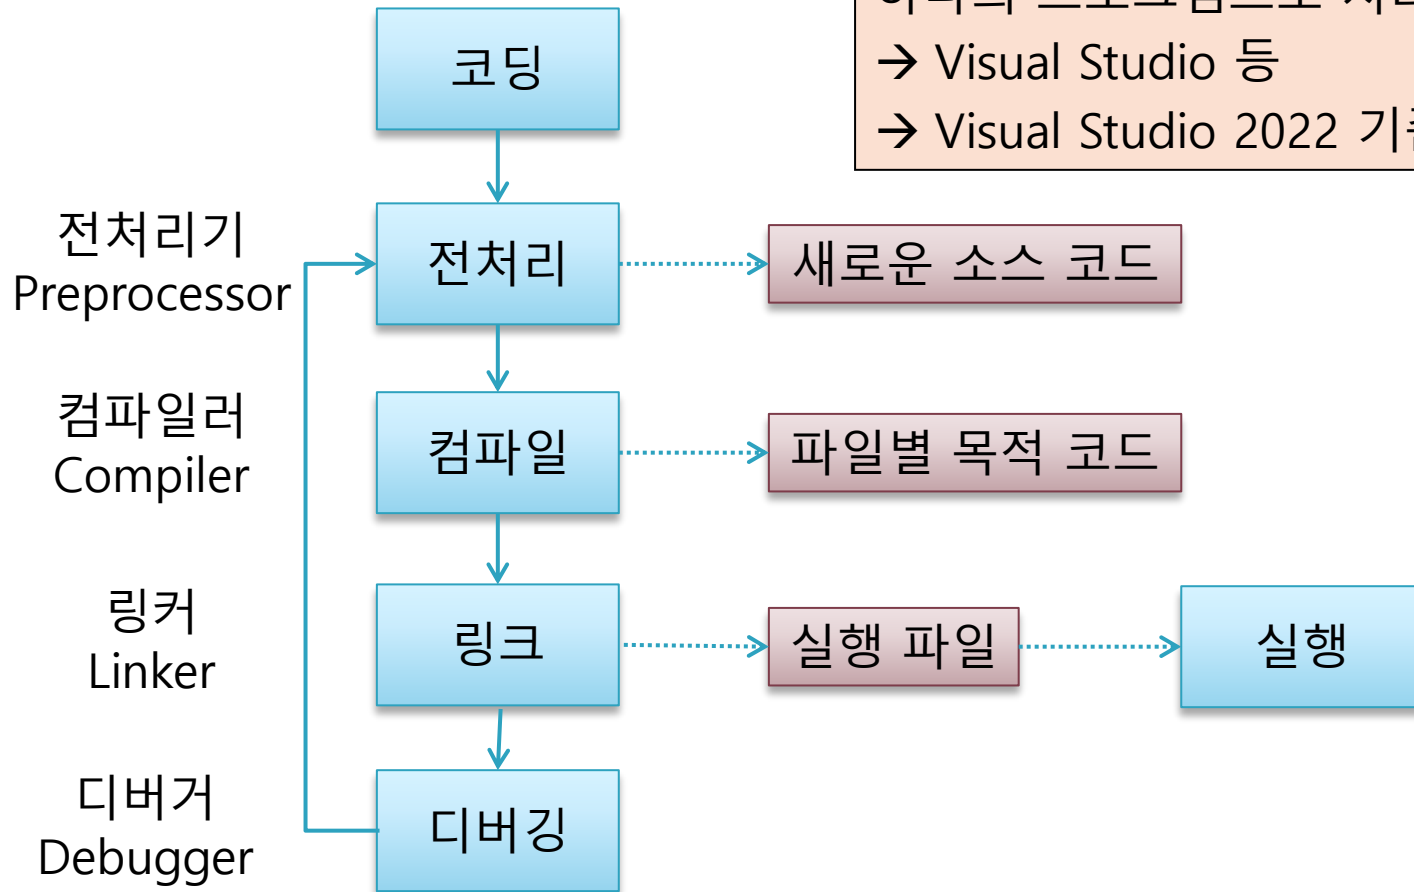 코딩
→ Visual Studio 등
→ Visual Studio 2022
전처리기
Preprocessor
전처리
새로운 소스 코드
컴파일러
Compiler
컴파일
파일별 목적 코드
링커
Linker
링크
실행 파일
실행
디버거
Debugger
디버깅